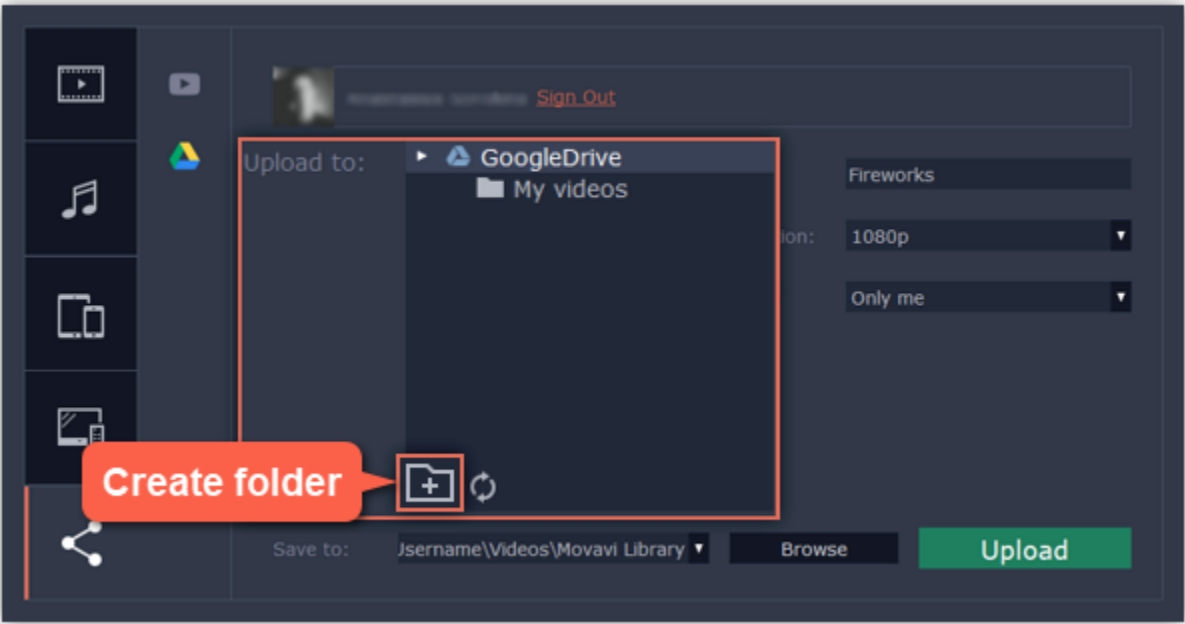 Sign Out
Upload to:
GoogleDrive
My videos
Fireworks
ion:
1080p
Only me
Create folder
Save to:
Username\Videos\Movavi Library
Browse
Upload